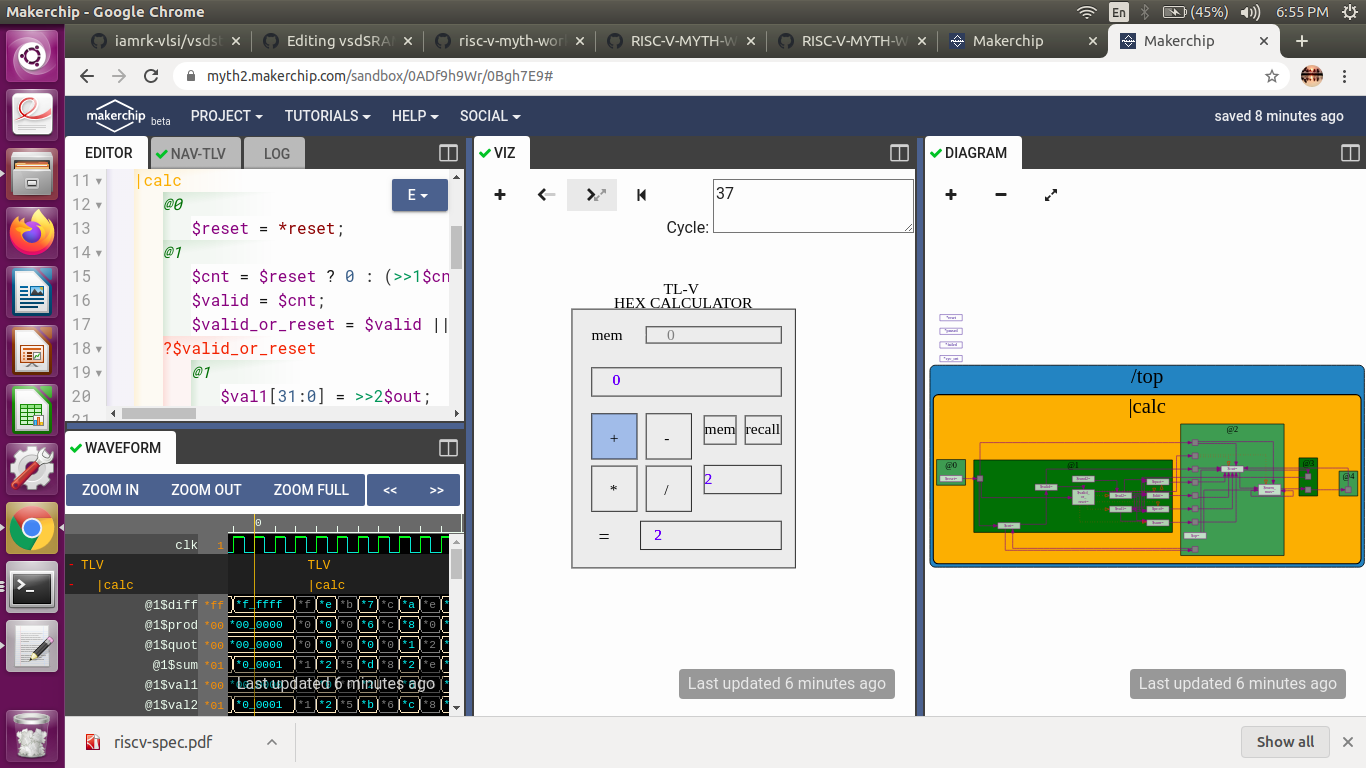 Makerchip - Google Chrome
En
(45%)
6:55 PM
iamrk-vlsi/vsdst
Editing vsdSRA
risc-v-myth-wor
RISC-V-MYTH-W
RISC-V-MYTH-W
Makerchip
Makerchip
myth2.makerchip.com/sandbox/0ADf9h9Wr/0Bgh7E9#
makerchip beta
PROJECT
TUTORIALS
HELP
SOCIAL
saved 8 minutes ago
EDITOR
NAV-TLV
LOG
E
11 |calc
12 @0
13 $reset = *reset;
14 @1
15 $cnt = $reset ? 0 : (>>1$cn
16 $valid = $cnt;
17 $valid_or_reset = $valid ||
18 ?$valid_or_reset
19 @1
20 $val1[31:0] = >>2$out;
21
WAVEFORM
ZOOM IN
ZOOM OUT
ZOOM FULL
<<
>>
0
clk 1
TLV TLV
|calc |calc
@1$diff *ff *f_ffff *f *e *b *7 *c *a *e
@1$prod *00 *00_0000 *0 *0 *0 *6 *c *8 *0
@1$quot *00 *00_0000 *0 *0 *0 *0 *1 *2
@1$sum *01 *0_0001 *1 *2 *5 *d *8 *2 *e
@1$val1 *00
@1$val2 *01 *0_0001 *1 *2 *5 *b *6 *c *8
Last updated 6 minutes ago
VIZ
Cycle: 37
TL-V
HEX CALCULATOR
mem 0
0
+ - mem recall
* / 2
= 2
Last updated 6 minutes ago
DIAGRAM
/top
|calc
@0
@1
@2
@3
@4
Last updated 6 minutes ago
riscv-spec.pdf
Show all